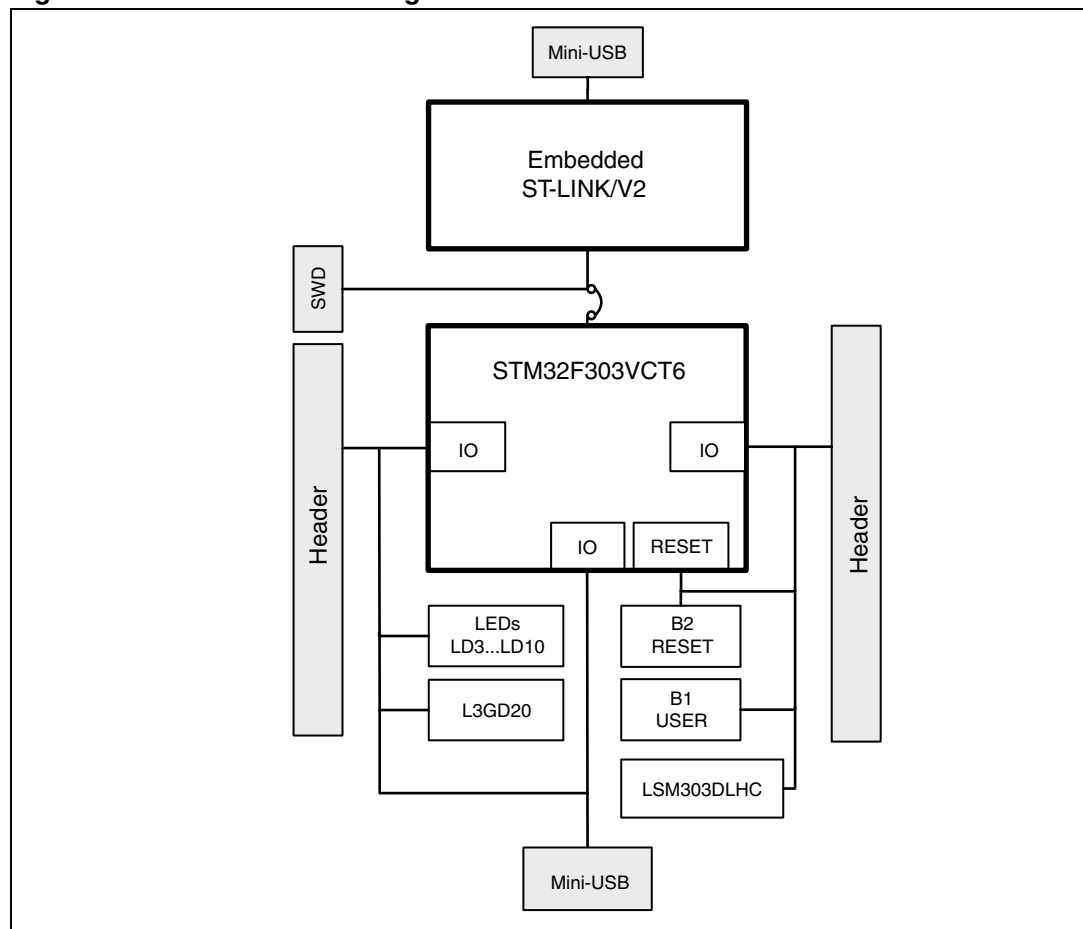 Mini-USB
Embedded
ST-LINK/V2
SWD
STM32F303VCT6
IO
IO
Header
Header
IO
RESET
LEDs
LD3...LD10
B2
RESET
L3GD20
B1
USER
LSM303DLHC
Mini-USB